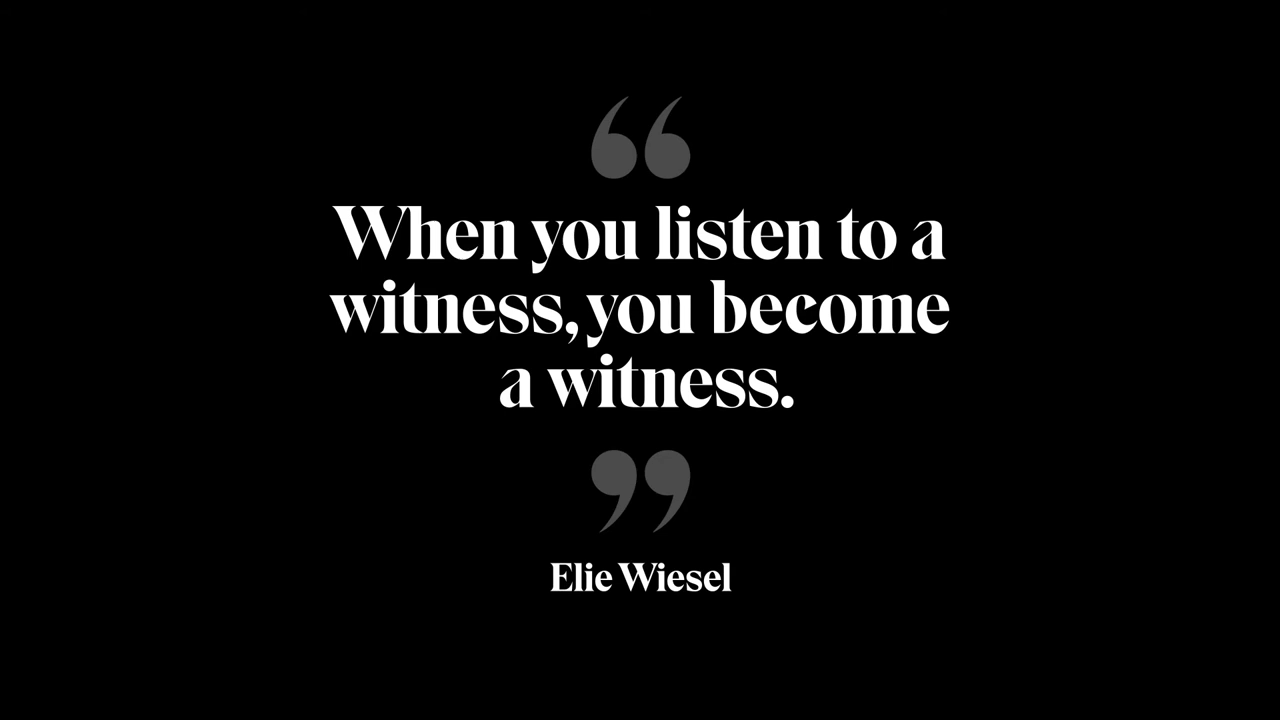 “
When you listen to a
witness, you become
a witness.
”
Elie Wiesel